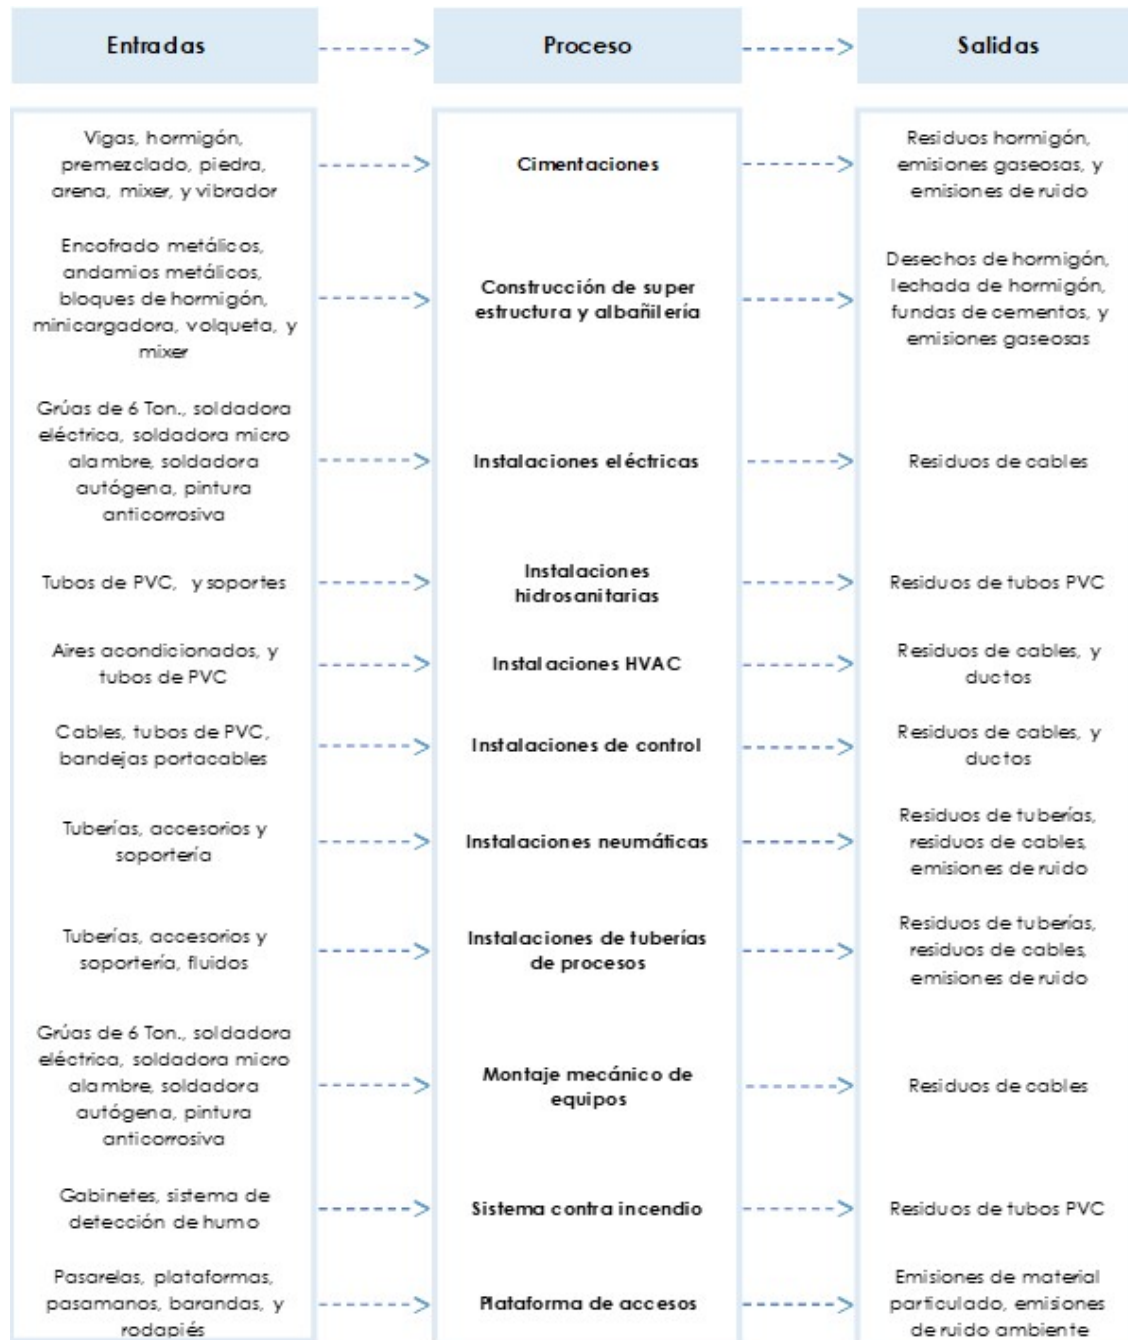 Entradas
Proceso
Salidas
Vigas, hormigón,
premezclado, piedra,
arena, mixer, y vibrador
Cimentaciones
Residuos hormigón,
emisiones gaseosas, y
emisiones de ruido
Encofrado metálicos,
andamios metálicos,
bloques de hormigón,
minicargadora, volqueta, y
mixer
Construcción de super
estructura y albañilería
Desechos de hormigón,
lechada de hormigón,
fundas de cementos, y
emisiones gaseosas
Grúas de 6 Ton., soldadora
eléctrica, soldadora micro
alambre, soldadora
autógena, pintura
anticorrosiva
Instalaciones eléctricas
Residuos de cables
Tubos de PVC, y soportes
Instalaciones
hidrosanitarias
Residuos de tubos PVC
Aires acondicionados, y
tubos de PVC
Instalaciones HVAC
Residuos de cables, y
ductos
Cables, tubos de PVC,
bandejas portacables
Instalaciones de control
Residuos de cables, y
ductos
Tuberías, accesorios y
soportería
Instalaciones neumáticas
Residuos de tuberías,
residuos de cables,
emisiones de ruido
Tuberías, accesorios y
soportería, fluidos
Instalaciones de tuberías
de procesos
Residuos de tuberías,
residuos de cables,
emisiones de ruido
Grúas de 6 Ton., soldadora
eléctrica, soldadora micro
alambre, soldadora
autógena, pintura
anticorrosiva
Montaje mecánico de
equipos
Residuos de cables
Gabinetes, sistema de
detección de humo
Sistema contra incendio
Residuos de tubos PVC
Pasarelas, plataformas,
pasamanos, barandas, y
rodapiés
Plataforma de accesos
Emisiones de material
particulado, emisiones
de ruido ambiente